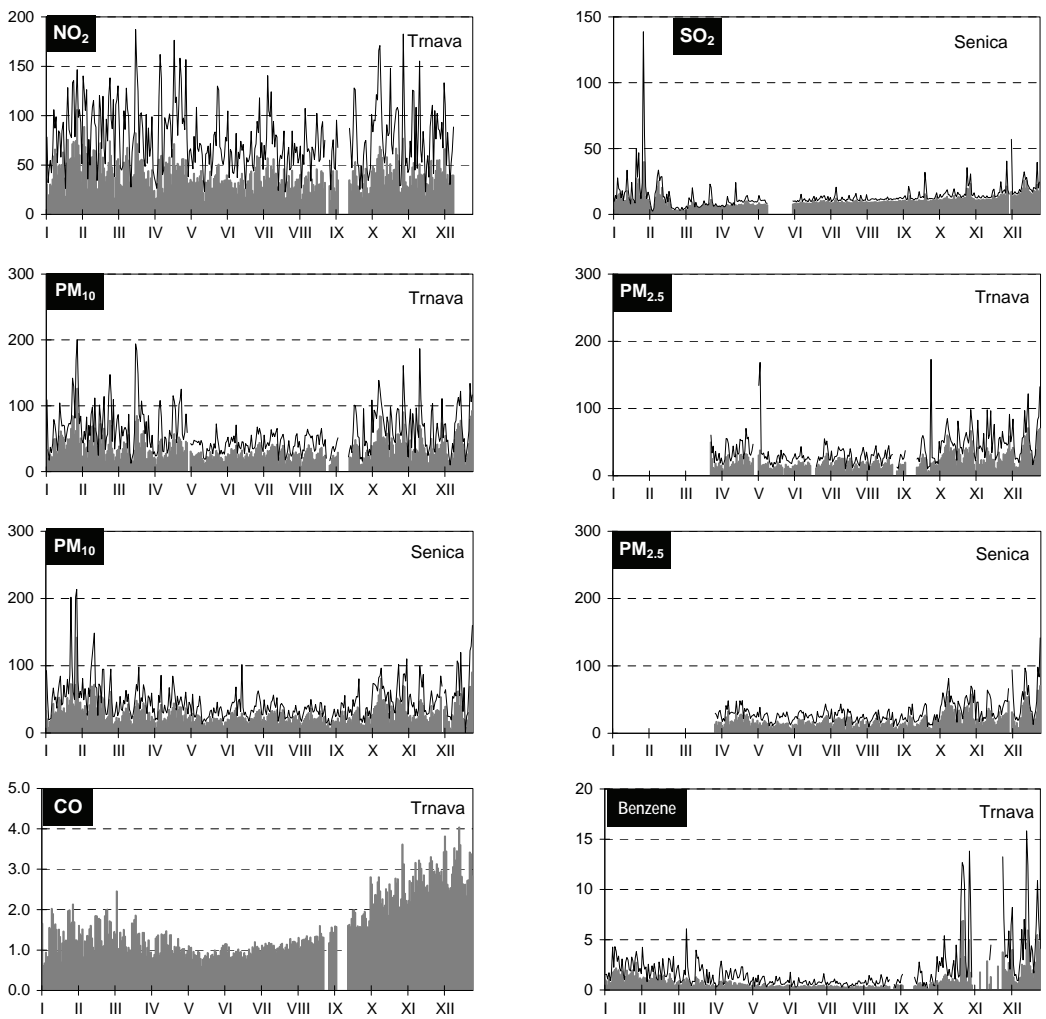 NO2
Trnava
200
150
100
50
0
I II III IV V VI VII VIII IX X XI XII
SO2
Senica
150
100
50
0
I II III IV V VI VII VIII IX X XI XII
PM10
Trnava
300
200
100
0
I II III IV V VI VII VIII IX X XI XII
PM2.5
Trnava
300
200
100
0
I II III IV V VI VII VIII IX X XI XII
PM10
Senica
300
200
100
0
I II III IV V VI VII VIII IX X XI XII
PM2.5
Senica
300
200
100
0
I II III IV V VI VII VIII IX X XI XII
CO
Trnava
5.0
4.0
3.0
2.0
1.0
0.0
I II III IV V VI VII VIII IX X XI XII
Benzene
Trnava
20
15
10
5
0
I II III IV V VI VII VIII IX X XI XII